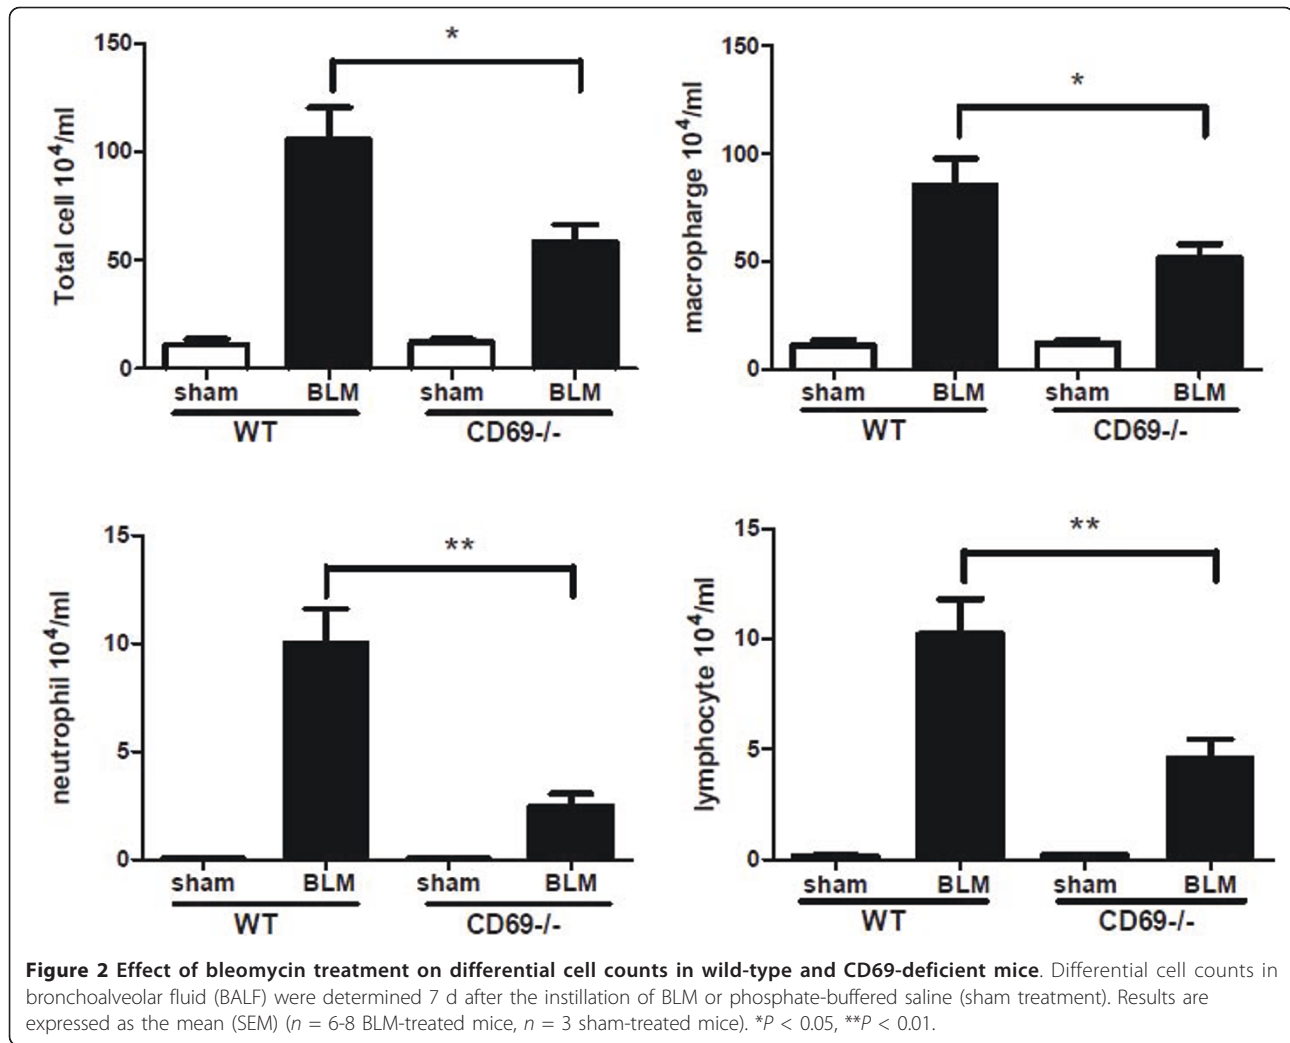 Total cell 10⁴/ml
150
100
50
0
*
sham BLM sham BLM
WT CD69-/-
macropharge 10⁴/ml
150
100
50
0
*
sham BLM sham BLM
WT CD69-/-
neutrophil 10⁴/ml
15
10
5
0
**
sham BLM sham BLM
WT CD69-/-
lymphocyte 10⁴/ml
15
10
5
0
**
sham BLM sham BLM
WT CD69-/-
Figure 2 Effect of bleomycin treatment on differential cell counts in wild-type and CD69-deficient mice. Differential cell counts in
bronchoalveolar fluid (BALF) were determined 7 d after the instillation of BLM or phosphate-buffered saline (sham treatment). Results are
expressed as the mean (SEM) (n = 6-8 BLM-treated mice, n = 3 sham-treated mice). *P < 0.05, **P < 0.01.